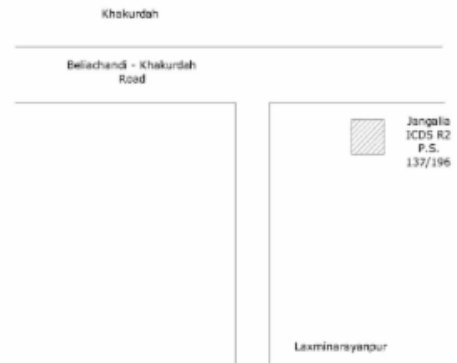 Khakurdah
Beliachandi - Khakurdah
Road
Jangalia
ICDS R2
P.S.
137/196
Laxminarayanpur